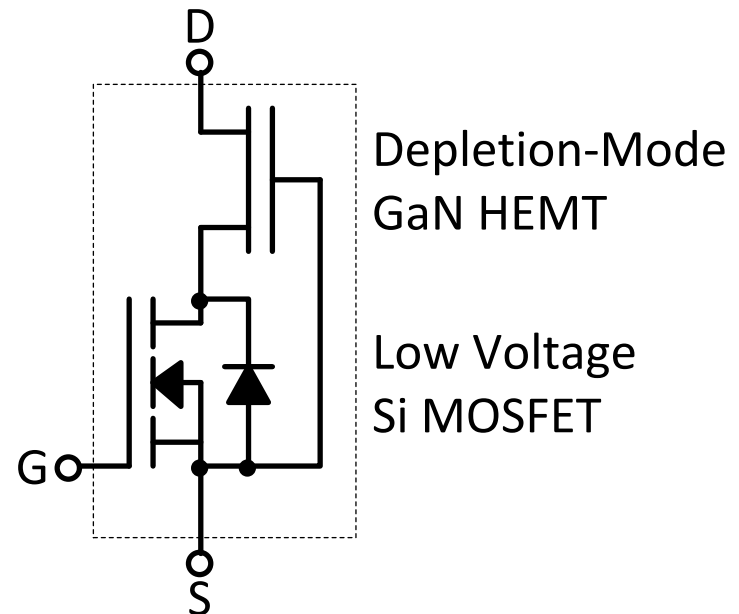 D
Depletion-Mode
GaN HEMT
Low Voltage
Si MOSFET
G
S